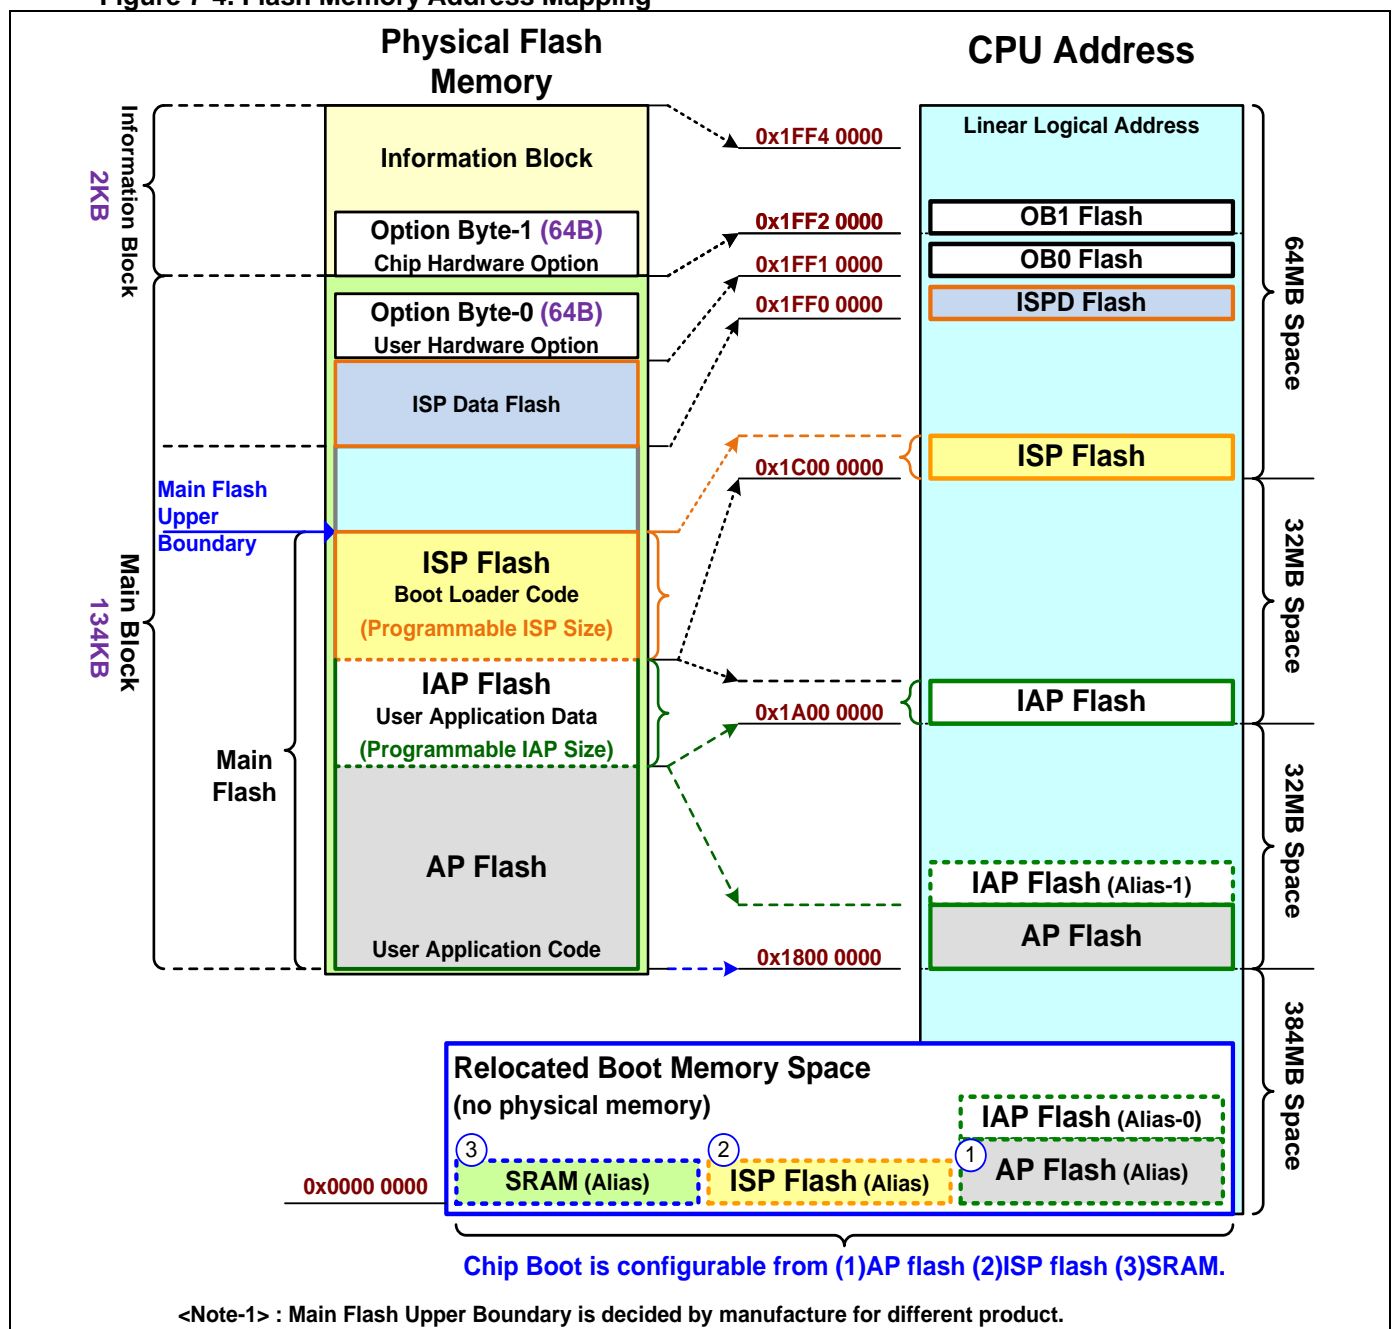 Figure 7-4. Flash Memory Address Mapping
Physical Flash
Memory
CPU Address
Information Block
2KB
Main Block
134KB
Main Flash
Upper
Boundary
Main
Flash
Information Block
Option Byte-1 (64B)
Chip Hardware Option
Option Byte-0 (64B)
User Hardware Option
ISP Data Flash
ISP Flash
Boot Loader Code
(Programmable ISP Size)
IAP Flash
User Application Data
(Programmable IAP Size)
AP Flash
User Application Code
0x1FF4 0000
0x1FF2 0000
0x1FF1 0000
0x1FF0 0000
0x1C00 0000
0x1A00 0000
0x1800 0000
0x0000 0000
Linear Logical Address
OB1 Flash
OB0 Flash
ISPD Flash
ISP Flash
IAP Flash
IAP Flash (Alias-1)
AP Flash
64MB Space
32MB Space
32MB Space
384MB Space
Relocated Boot Memory Space
(no physical memory)
IAP Flash (Alias-0)
3
SRAM (Alias)
2
ISP Flash (Alias)
1
AP Flash (Alias)
Chip Boot is configurable from (1)AP flash (2)ISP flash (3)SRAM.
<Note-1> : Main Flash Upper Boundary is decided by manufacture for different product.